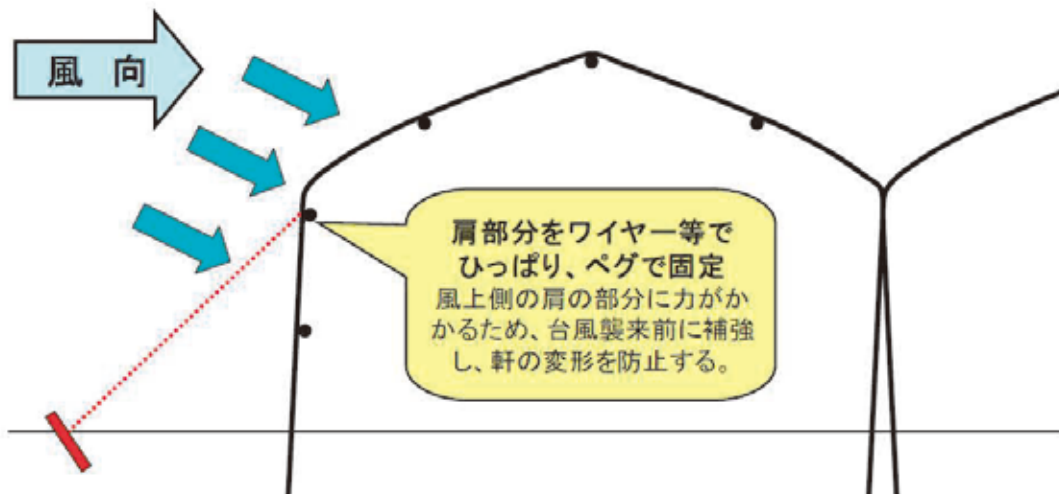 風 向
肩部分をワイヤー等で
ひっぱり、ペグで固定
風上側の肩の部分に力がか
かるため、台風襲来前に補強
し、軒の変形を防止する。